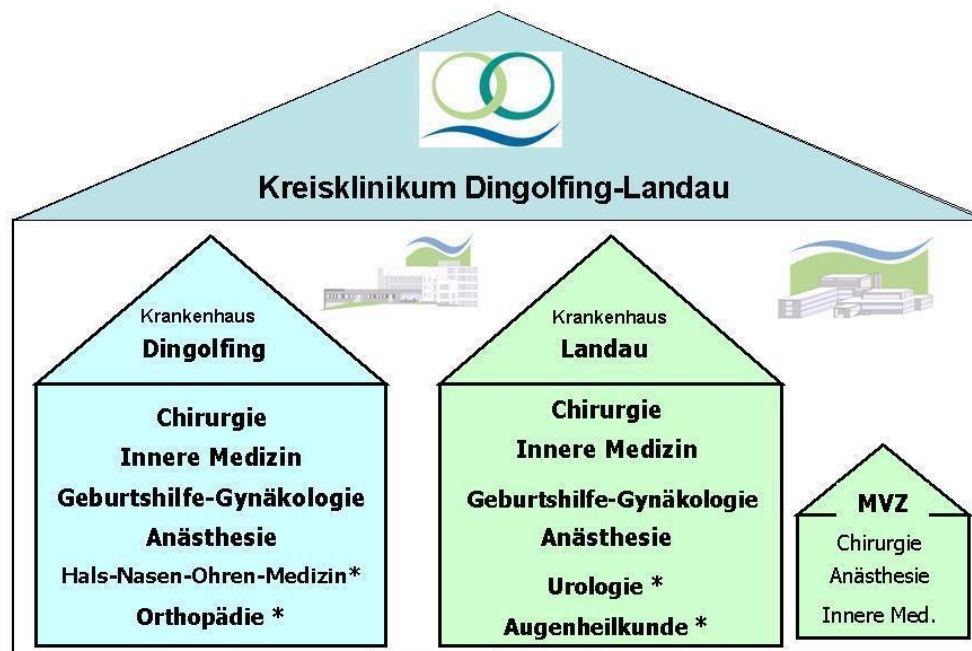 Kreisklinikum Dingolfing-Landau
Krankenhaus
Dingolfing
Chirurgie
Innere Medizin
Geburtshilfe-Gynäkologie
Anästhesie
Hals-Nasen-Ohren-Medizin*
Orthopädie *
Krankenhaus
Landau
Chirurgie
Innere Medizin
Geburtshilfe-Gynäkologie
Anästhesie
Urologie *
Augenheilkunde *
MVZ
Chirurgie
Anästhesie
Innere Med.